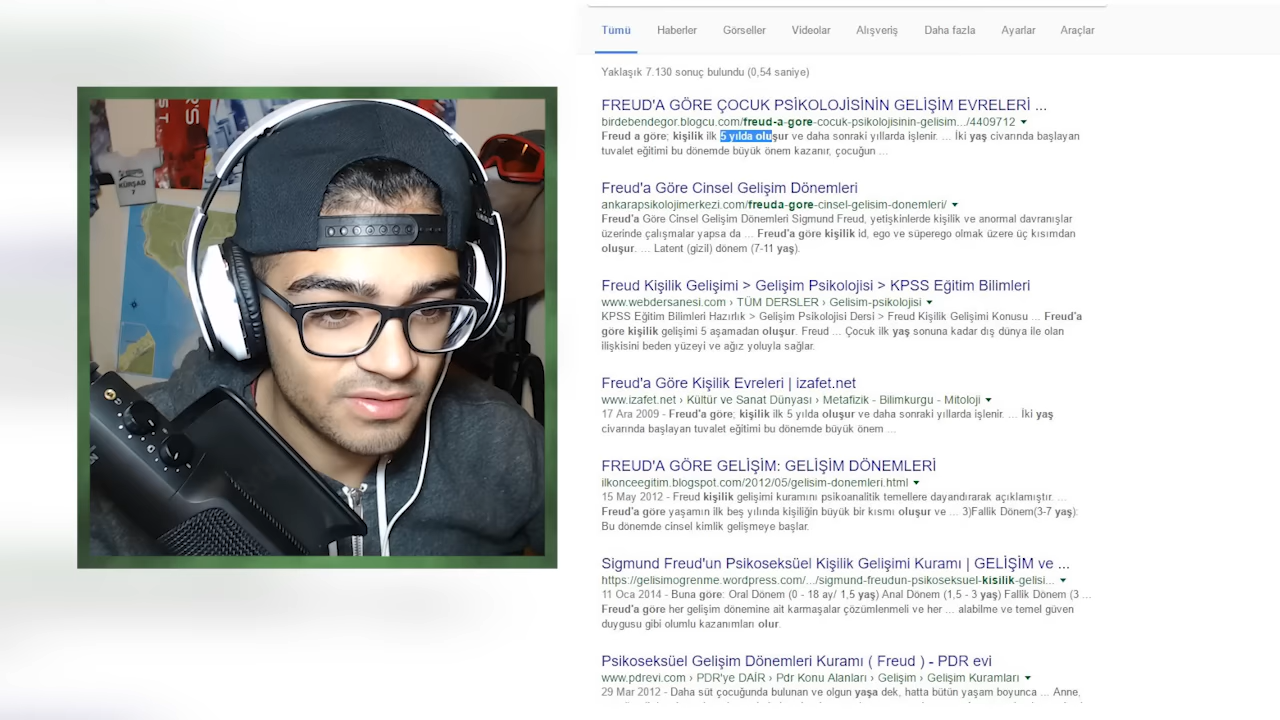 Tümü Haberler Görseller Videolar Alışveriş Daha fazla Ayarlar Araçlar
Yaklaşık 7.130 sonuç bulundu (0,54 saniye)
FREUD'A GÖRE ÇOCUK PSİKOLOJİSİNİN GELİŞİM EVRELERİ ...
birdebendegor.blogcu.com/freud-a-gore-cocuk-psikolojisinin-gelisim.../4409712
Freud a göre; kişilik ilk 5 yılda oluşur ve daha sonraki yıllarda işlenir. ... İki yaş civarında başlayan
tuvalet eğitimi bu dönemde büyük önem kazanır, çocuğun ...
Freud'a Göre Cinsel Gelişim Dönemleri
ankarapsikolojimerkezi.com/freuda-gore-cinsel-gelisim-donemleri/
Freud'a Göre Cinsel Gelişim Dönemleri Sigmund Freud, yetişkinlerde kişilik ve anormal davranışlar
üzerinde çalışmalar yapsa da ... Freud'a göre kişilik id, ego ve süperego olmak üzere üç kısımdan
oluşur. ... Latent (gizil) dönem (7-11 yaş).
Freud Kişilik Gelişimi > Gelişim Psikolojisi > KPSS Eğitim Bilimleri
www.webdersanesi.com › TÜM DERSLER › Gelisim-psikolojisi
KPSS Eğitim Bilimleri Hazırlık > Gelişim Psikolojisi Dersi > Freud Kişilik Gelişimi Konusu ... Freud'a
göre kişilik gelişimi 5 aşamadan oluşur. Freud ... Çocuk ilk yaş sonuna kadar dış dünya ile olan
ilişkisini beden yüzeyi ve ağız yoluyla sağlar.
Freud'a Göre Kişilik Evreleri | izafet.net
www.izafet.net › Kültür ve Sanat Dünyası › Metafizik - Bilimkurgu - Mitoloji
17 Ara 2009 - Freud'a göre; kişilik ilk 5 yılda oluşur ve daha sonraki yıllarda işlenir. ... İki yaş
civarında başlayan tuvalet eğitimi bu dönemde büyük önem ...
FREUD'A GÖRE GELİŞİM: GELİŞİM DÖNEMLERİ
ilkonceegitim.blogspot.com/2012/05/gelisim-donemleri.html
15 May 2012 - Freud kişilik gelişimi kuramını psikoanalitik temellere dayandırarak açıklamıştır. ...
Freud'a göre yaşamın ilk beş yılında kişiliğin büyük bir kısmı oluşur ve ... 3)Fallik Dönem(3-7 yaş):
Bu dönemde cinsel kimlik gelişmeye başlar.
Sigmund Freud'un Psikoseksüel Kişilik Gelişimi Kuramı | GELİŞİM ve ...
https://gelisimogrenme.wordpress.com/.../sigmund-freudun-psikoseksuel-kisilik-gelisi...
11 Oca 2014 - Buna göre: Oral Dönem (0 - 18 ay/ 1,5 yaş) Anal Dönem (1,5 - 3 yaş) Fallik Dönem (3 ...
Freud'a göre her gelişim dönemine ait karmaşalar çözümlenmeli ve her ... alabilme ve temel güven
duygusu gibi olumlu kazanımları olur.
Psikoseksüel Gelişim Dönemleri Kuramı ( Freud ) - PDR evi
www.pdrevi.com › PDR'ye DAİR › Pdr Konu Alanları › Gelişim › Gelişim Kuramları
29 Mar 2012 - Daha süt çocuğunda bulunan ve olgun yaşa dek, hatta bütün yaşam boyunca ... Anne,
KÜRŞAD
7